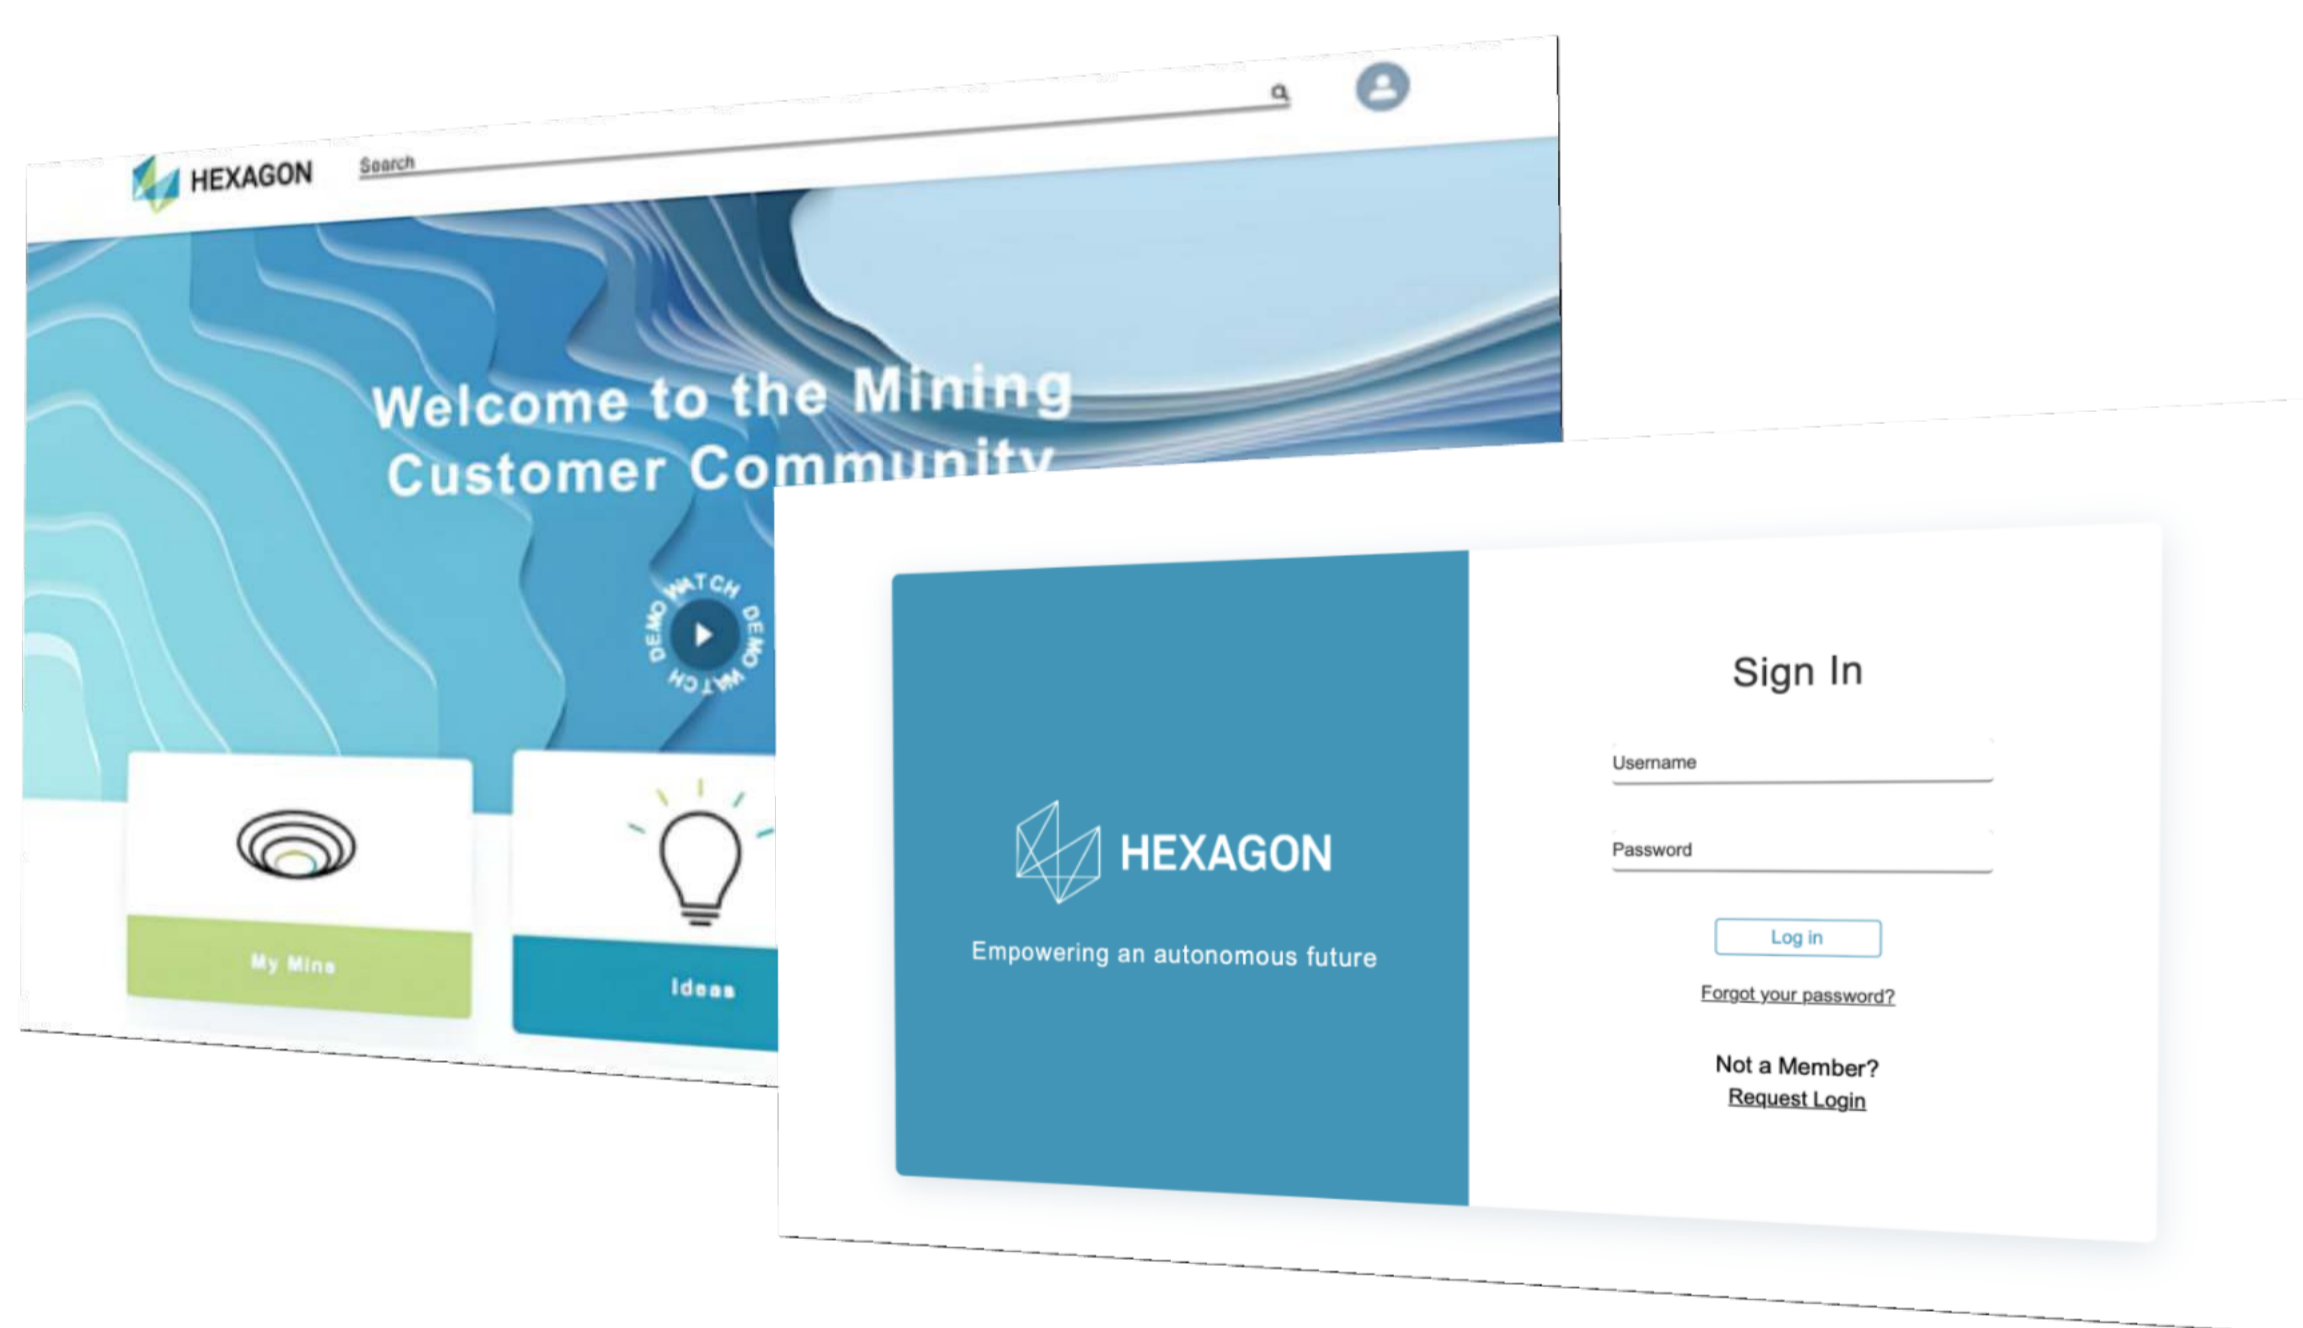 HEXAGON
Search
Welcome to the Mining
Customer Community
WATCH DEMO WATCH DEMO
My Mine
Ideas
HEXAGON
Empowering an autonomous future
Sign In
Username
Password
Log in
Forgot your password?
Not a Member?
Request Login